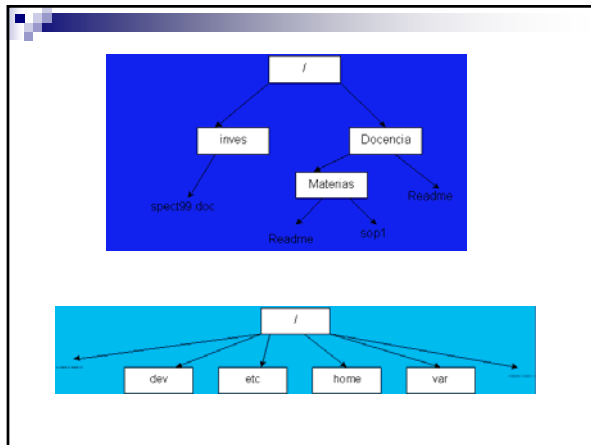 /
inves Docencia
Materias
spect99 doc Readme
Readme sop1
/
dev etc home var